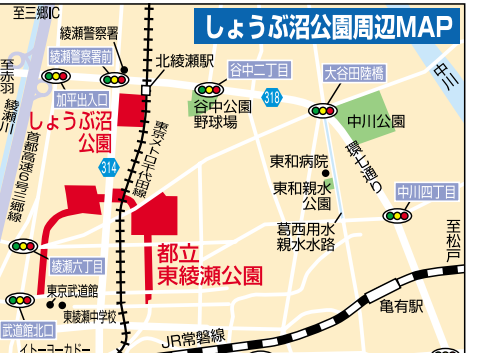 至三郷IC
しょうぶ沼公園周辺MAP
綾瀬警察署
綾瀬警察署前
北綾瀬駅
谷中二丁目
大谷田陸橋
中川
至赤羽
加平出入口
318
しょうぶ沼
公園
谷中公園
野球場
中川公園
綾瀬川
首都高速6号三郷線
東京メトロ千代田線
環七通り
314
東和病院
東和親水
公園
中川四丁目
葛西用水
親水水路
至松戸
都立
東綾瀬公園
綾瀬六丁目
東京武道館
亀有駅
東綾瀬中学校
武道館北口
JR常磐線
イトーヨーカドー